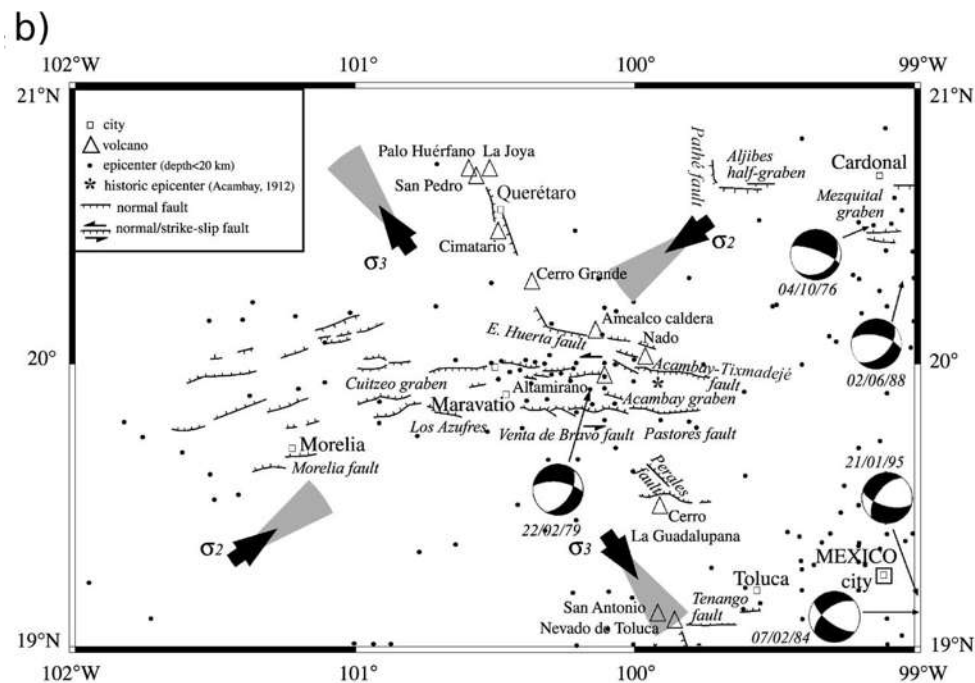 b)
102°W
101°
100°
99°W
21°N
21°N
city
volcano
epicenter (depth<20 km)
historic epicenter (Acambay, 1912)
normal fault
normal/strike-slip fault
Palo Huérfano
La Joya
San Pedro
Querétaro
Cimatario
σ3
Pathé fault
Aljibes
half-graben
Cardonal
Mezquital
graben
σ2
04/10/76
Cerro Grande
Amealco caldera
Nado
E. Huerta fault
02/06/88
20°
20°
Acambay-Tixmadejé
fault
Cuitzeo graben
Altamirano
Acambay graben
Maravatio
Los Azufres
Venta de Bravo fault
Pastores fault
Morelia
Morelia fault
21/01/95
Perales
fault
22/02/79
Cerro
La Guadalupana
σ2
σ3
MEXICO
city
Toluca
San Antonio
Nevado de Toluca
Tenango
fault
07/02/84
19°
19°N
102°W
101°
100°
99°W